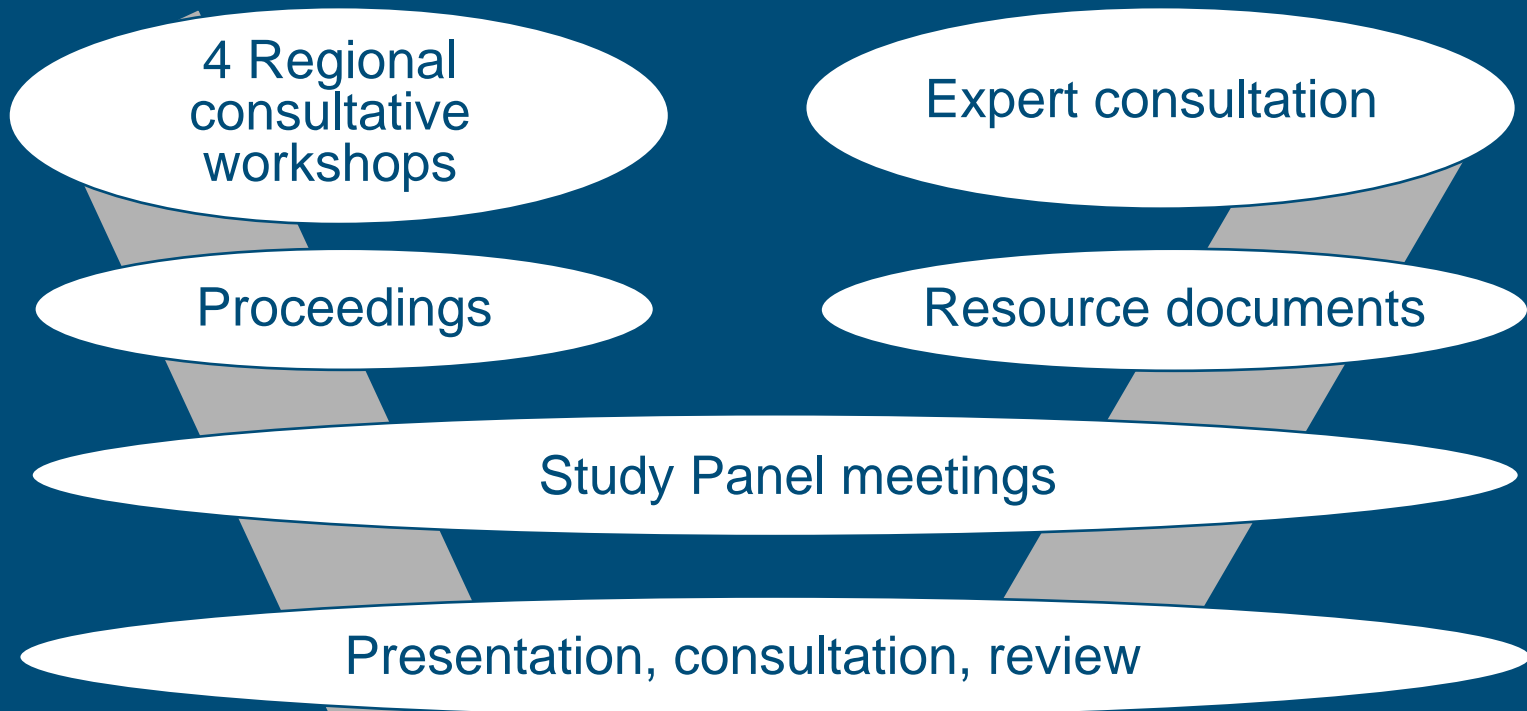 4 Regional
consultative
workshops
Expert consultation
Proceedings
Resource documents
Study Panel meetings
Presentation, consultation, review